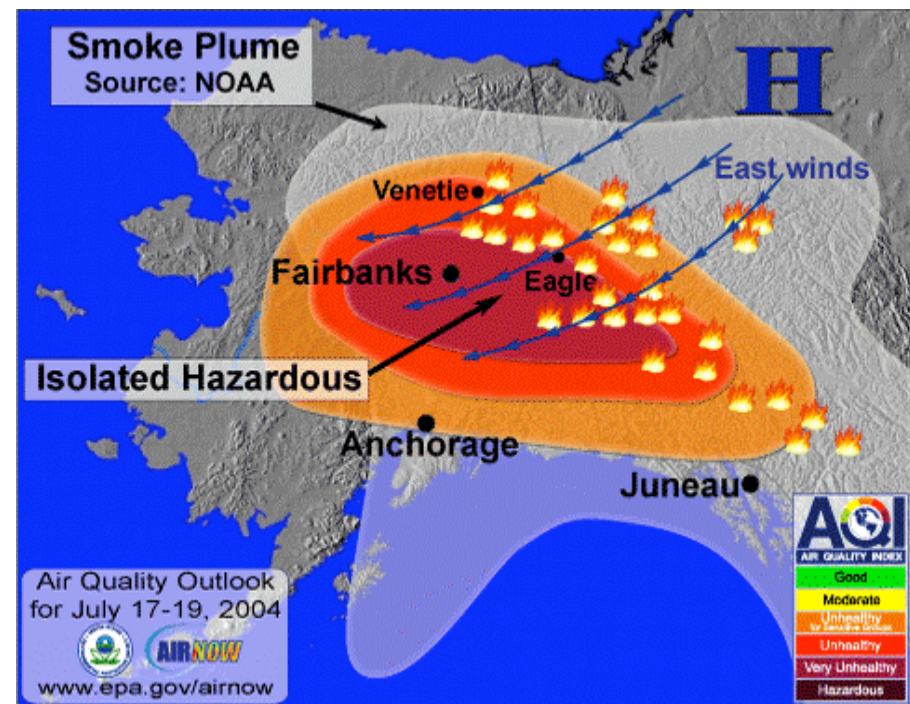 Smoke Plume
Source: NOAA
H
East winds
Venetie
Fairbanks
Eagle
Isolated Hazardous
Anchorage
Juneau
Air Quality Outlook
for July 17-19, 2004
AIRNOW
www.epa.gov/airnow
AQI
AIR QUALITY INDEX
Good
Moderate
Unhealthy
for Sensitive Groups
Unhealthy
Very Unhealthy
Hazardous